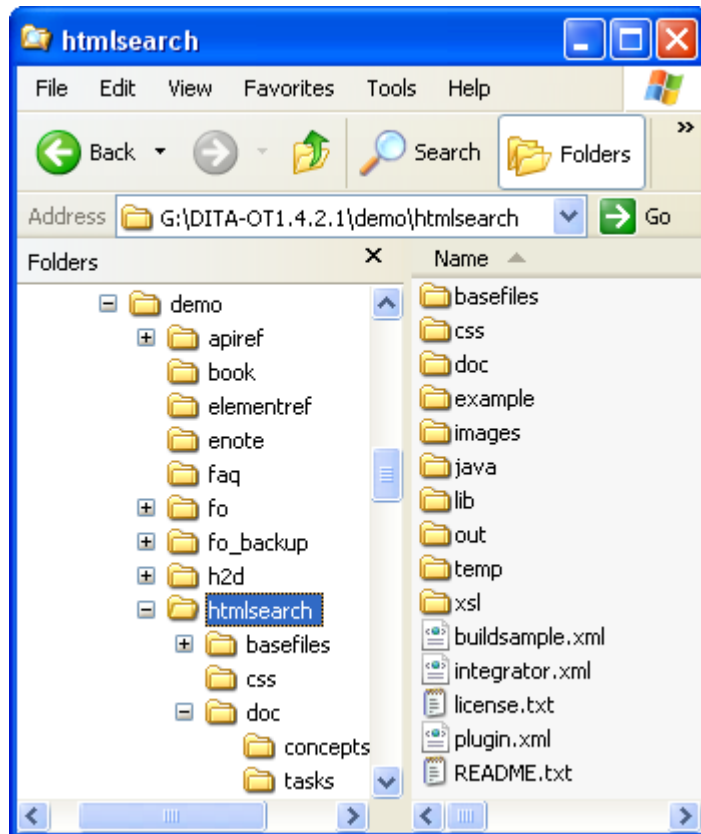 htmlsearch
File Edit View Favorites Tools Help
Back Search Folders »
Address G:\DITA-OT1.4.2.1\demo\htmlsearch Go
Folders
demo
apiref
book
elementref
enote
faq
fo
fo_backup
h2d
htmlsearch
basefiles
css
doc
concepts
tasks
Name
basefiles
css
doc
example
images
java
lib
out
temp
xsl
buildsample.xml
integrator.xml
license.txt
plugin.xml
README.txt